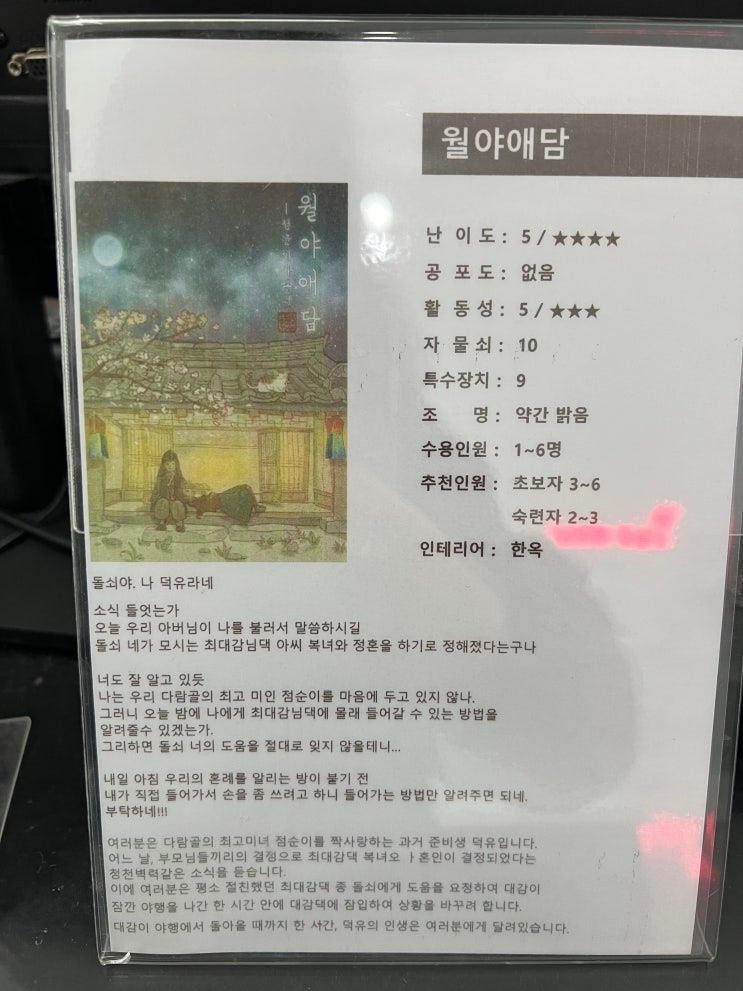 월야애담
월야애담
난 이 도 : 5 / ★★★★
공 포 도 : 없음
활 동 성 : 5 / ★★★
자 물 쇠 : 10
특수장치 : 9
조 명 : 약간 밝음
수용인원 : 1~6명
추천인원 : 초보자 3~6
숙련자 2~3
인테리어 : 한옥
돌쇠야. 나 덕유라네
소식 들엇는가
오늘 우리 아버님이 나를 불러서 말씀하시길
돌쇠 네가 모시는 최대감님댁 아씨 복녀와 정혼을 하기로 정해졌다는구나
너도 잘 알고 있듯
나는 우리 다람골의 최고 미인 점순이를 마음에 두고 있지 않나.
그러니 오늘 밤에 나에게 최대감님댁에 몰래 들어갈 수 있는 방법을
알려줄수 있겠는가.
그리하면 돌쇠 너의 도움을 절대로 잊지 않을테니...
내일 아침 우리의 혼례를 알리는 방이 붙기 전
내가 직접 들어가서 손을 좀 쓰려고 하니 들어가는 방법만 알려주면 되네.
부탁하네!!!
여러분은 다람골의 최고미녀 점순이를 짝사랑하는 과거 준비생 덕유입니다.
어느 날, 부모님들끼리의 결정으로 최대감댁 복녀오 ㅏ혼인이 결정되었다는
청천벽력같은 소식을 듣습니다.
이에 여러분은 평소 절친했던 최대감댁 종 돌쇠에게 도움을 요청하여 대감이
잠깐 야행을 나간 한 시간 안에 대감댁에 잠입하여 상황을 바꾸려 합니다.
대감이 야행에서 돌아올 때까지 한 시간, 덕유의 인생은 여러분에게 달려있습니다.